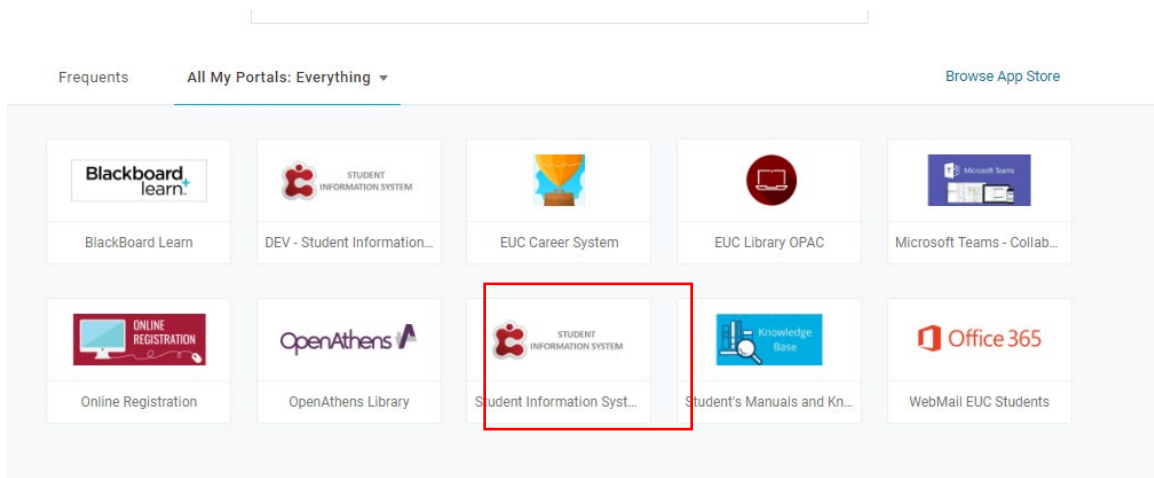 Frequents All My Portals: Everything Browse App Store
Blackboard
learn+
STUDENT
INFORMATION SYSTEM
Microsoft Teams
BlackBoard Learn DEV - Student Information... EUC Career System EUC Library OPAC Microsoft Teams - Collab...
ONLINE
REGISTRATION
OpenAthens A
STUDENT
INFORMATION SYSTEM
Knowledge
Base
Office 365
Online Registration OpenAthens Library Student Information Syst... Student's Manuals and Kn... WebMail EUC Students